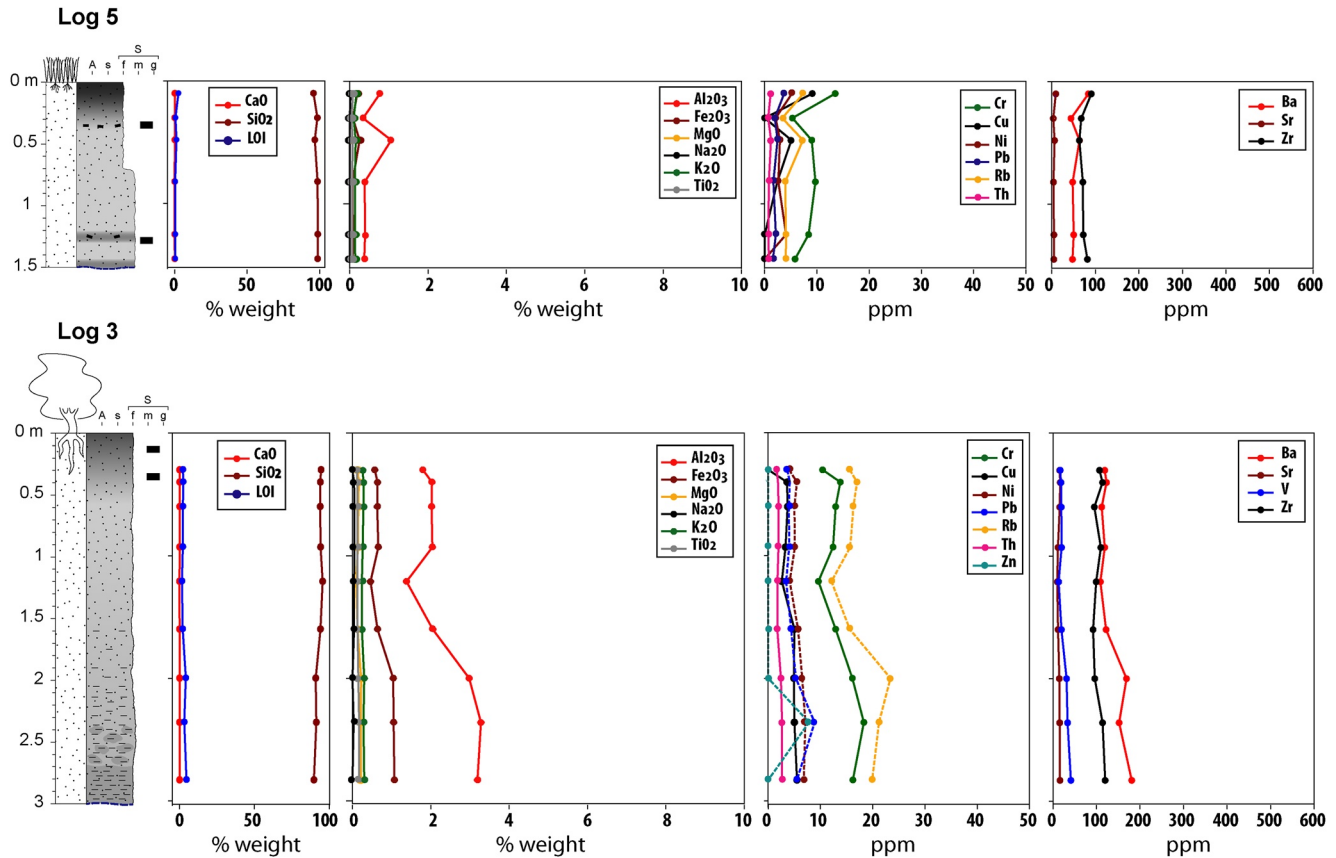 Log 5
S
A s f m g
0 m
0.5
1
1.5
CaO
SiO2
LOI
0 50 100
% weight
Al2O3
Fe2O3
MgO
Na2O
K2O
TiO2
0 2 4 6 8 10
% weight
Cr
Cu
Ni
Pb
Rb
Th
0 10 20 30 40 50
ppm
Ba
Sr
Zr
0 100 200 300 400 500 600
ppm
Log 3
S
A s f m g
0 m
0.5
1
1.5
2
2.5
3
CaO
SiO2
LOI
0 50 100
% weight
Al2O3
Fe2O3
MgO
Na2O
K2O
TiO2
0 2 4 6 8 10
% weight
Cr
Cu
Ni
Pb
Rb
Th
Zn
0 10 20 30 40 50
ppm
Ba
Sr
V
Zr
0 100 200 300 400 500 600
ppm